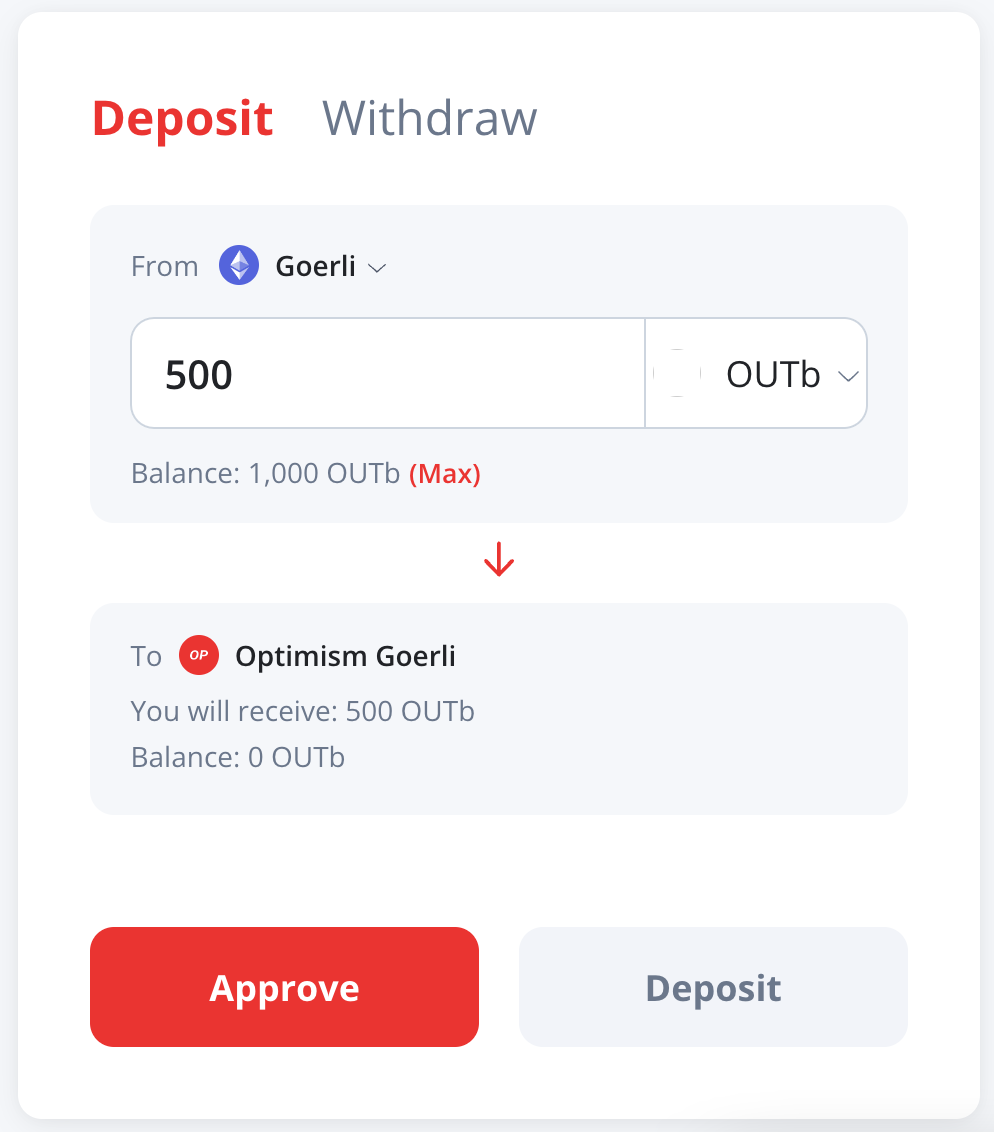 Deposit Withdraw
From Goerli
500 OUTb
Balance: 1,000 OUTb (Max)
To OP Optimism Goerli
You will receive: 500 OUTb
Balance: 0 OUTb
Approve Deposit